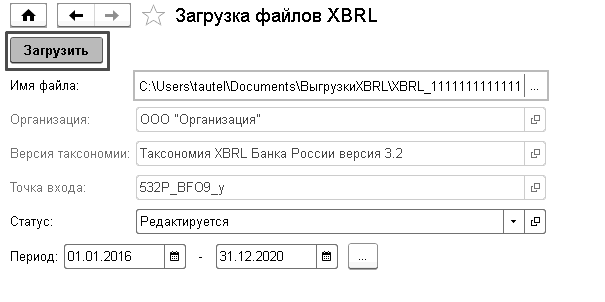 Загрузка файлов XBRL
Загрузить
Имя файла: C:\Users\tautel\Documents\ВыгрузкиXBRL\XBRL_1111111111111 ...
Организация: ООО "Организация"
Версия таксономии: Таксономия XBRL Банка России версия 3.2
Точка входа: 532P_BFO9_y
Статус: Редактируется
Период: 01.01.2016 - 31.12.2020 ...